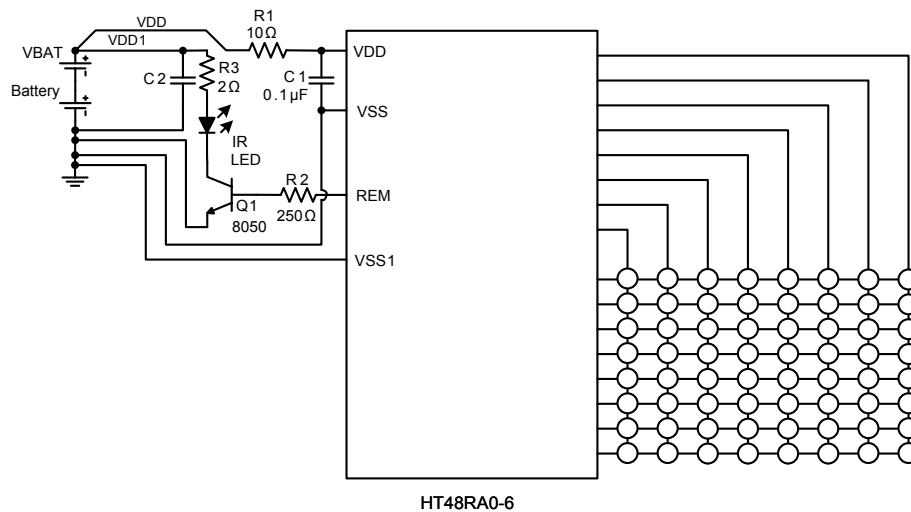 VDD
R1
10Ω
VBAT
VDD1
VDD
R3
2Ω
C2
C1
0.1µF
Battery
VSS
IR
LED
R2
250Ω
REM
Q1
8050
VSS1
HT48RA0-6